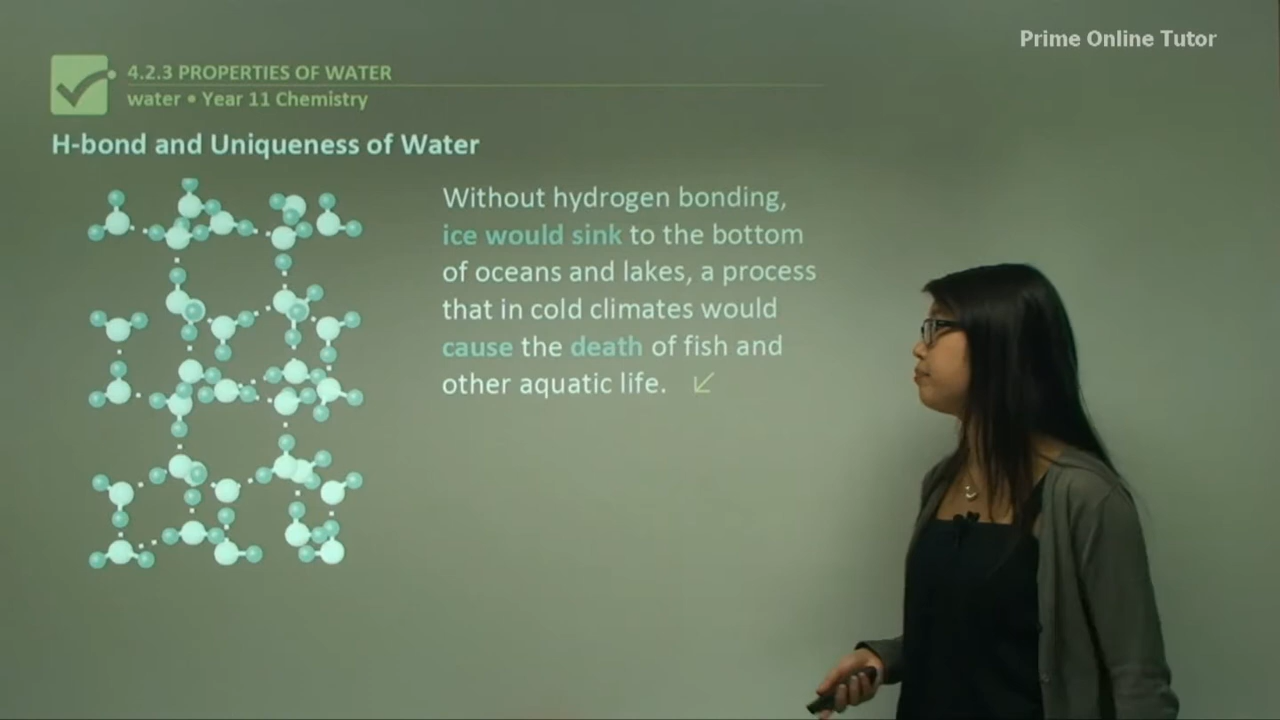 Prime Online Tutor
4.2.3 PROPERTIES OF WATER
water • Year 11 Chemistry
H-bond and Uniqueness of Water
Without hydrogen bonding,
ice would sink to the bottom
of oceans and lakes, a process
that in cold climates would
cause the death of fish and
other aquatic life.